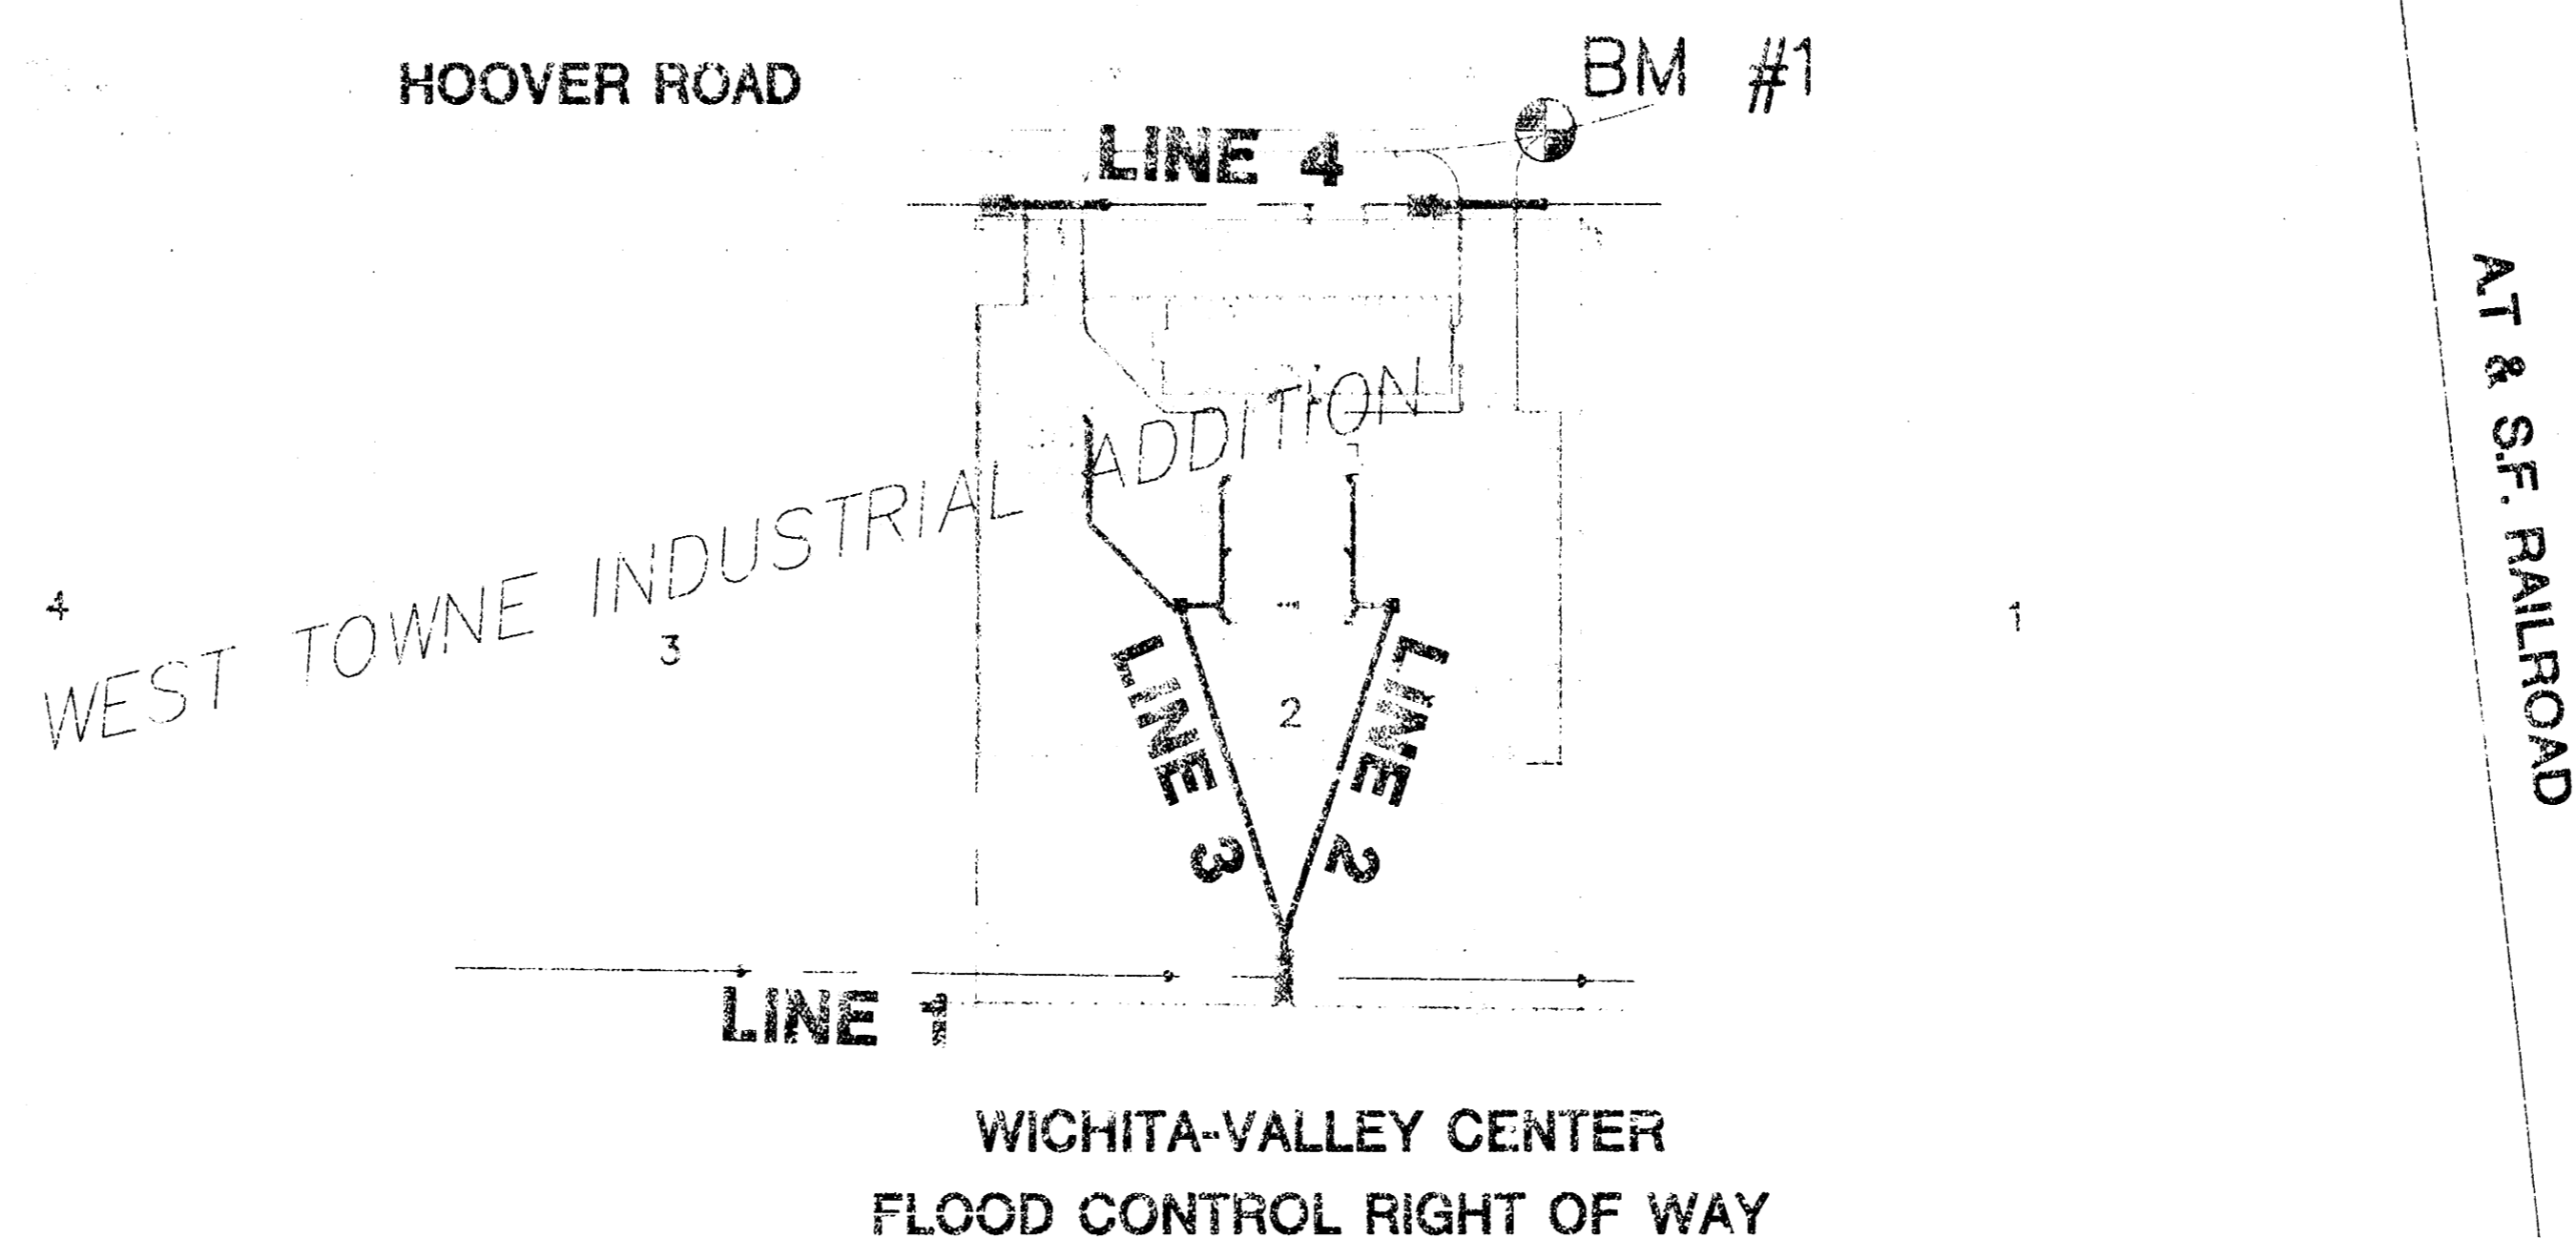 HOOVER ROAD
BM #1
LINE 4
A.T & S.F. RAILROAD
WEST TOWNE INDUSTRIAL ADDITION
4
3
2
1
LINE 3
LINE 2
LINE 1
WICHITA-VALLEY CENTER
FLOOD CONTROL RIGHT OF WAY